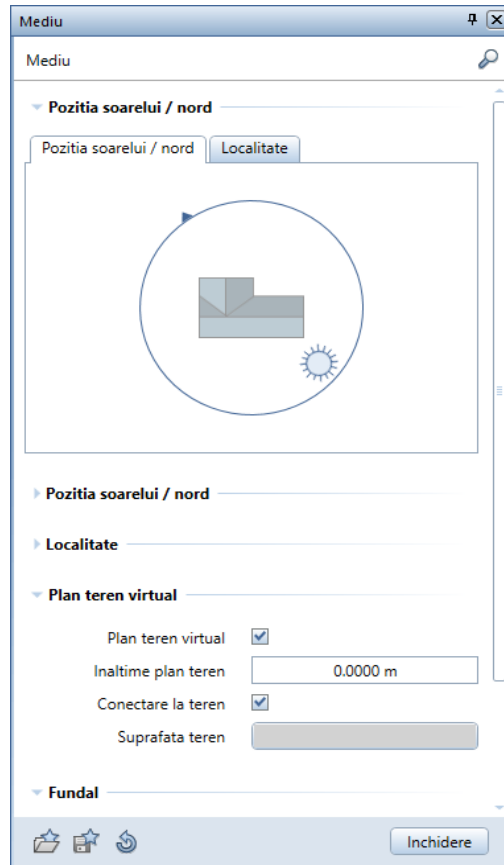 Mediu
Mediu
Pozitia soarelui / nord
Pozitia soarelui / nord Localitate
Pozitia soarelui / nord
Localitate
Plan teren virtual
Plan teren virtual
Inaltime plan teren 0.0000 m
Conectare la teren
Suprafata teren
Fundal
Inchidere